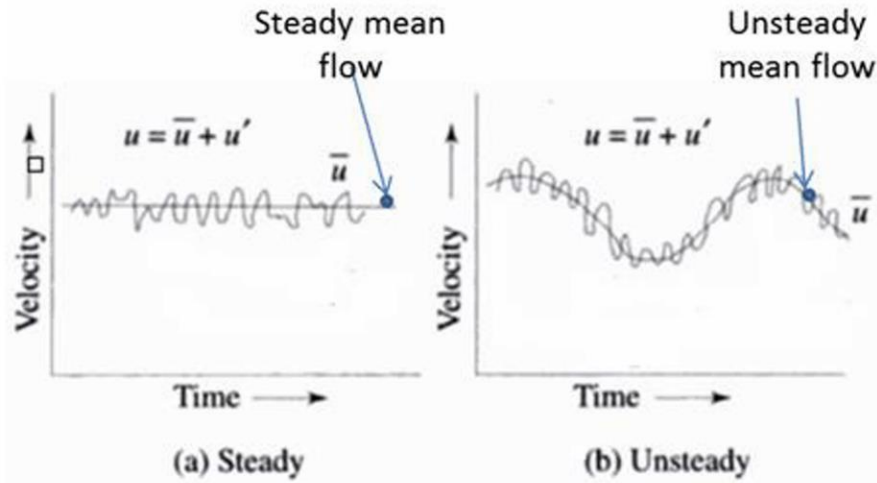 Steady mean
flow
u = u̅ + u′
u̅
Velocity
Time
(a) Steady
Unsteady
mean flow
u = u̅ + u′
u̅
Velocity
Time
(b) Unsteady